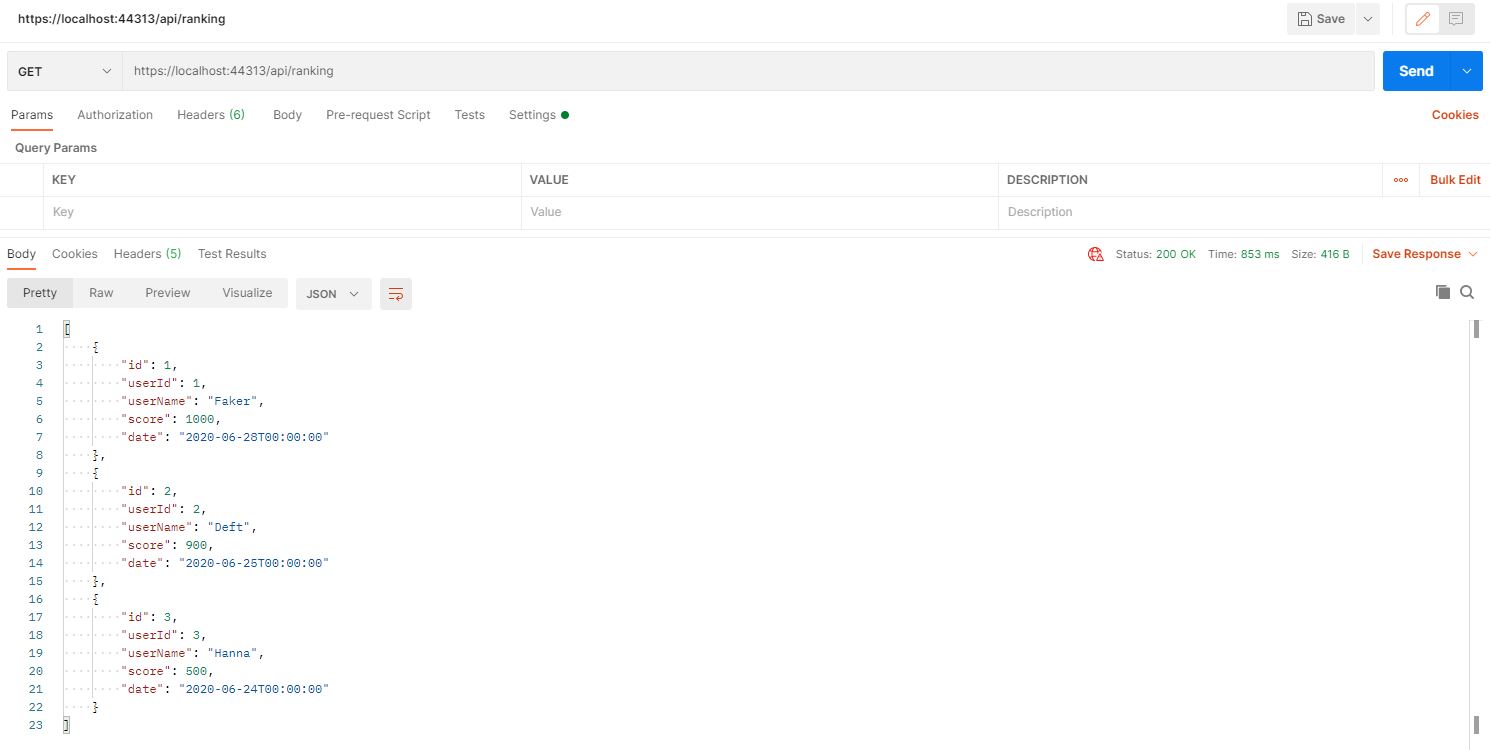 https://localhost:44313/api/ranking
Save
GET https://localhost:44313/api/ranking Send
Params Authorization Headers (6) Body Pre-request Script Tests Settings Cookies
Query Params
KEY VALUE DESCRIPTION Bulk Edit
Key Value Description
Body Cookies Headers (5) Test Results Status: 200 OK Time: 853 ms Size: 416 B Save Response
Pretty Raw Preview Visualize JSON
1 [
2 {
3 "id": 1,
4 "userId": 1,
5 "userName": "Faker",
6 "score": 1000,
7 "date": "2020-06-28T00:00:00"
8 },
9 {
10 "id": 2,
11 "userId": 2,
12 "userName": "Deft",
13 "score": 900,
14 "date": "2020-06-25T00:00:00"
15 },
16 {
17 "id": 3,
18 "userId": 3,
19 "userName": "Hanna",
20 "score": 500,
21 "date": "2020-06-24T00:00:00"
22 }
23 ]